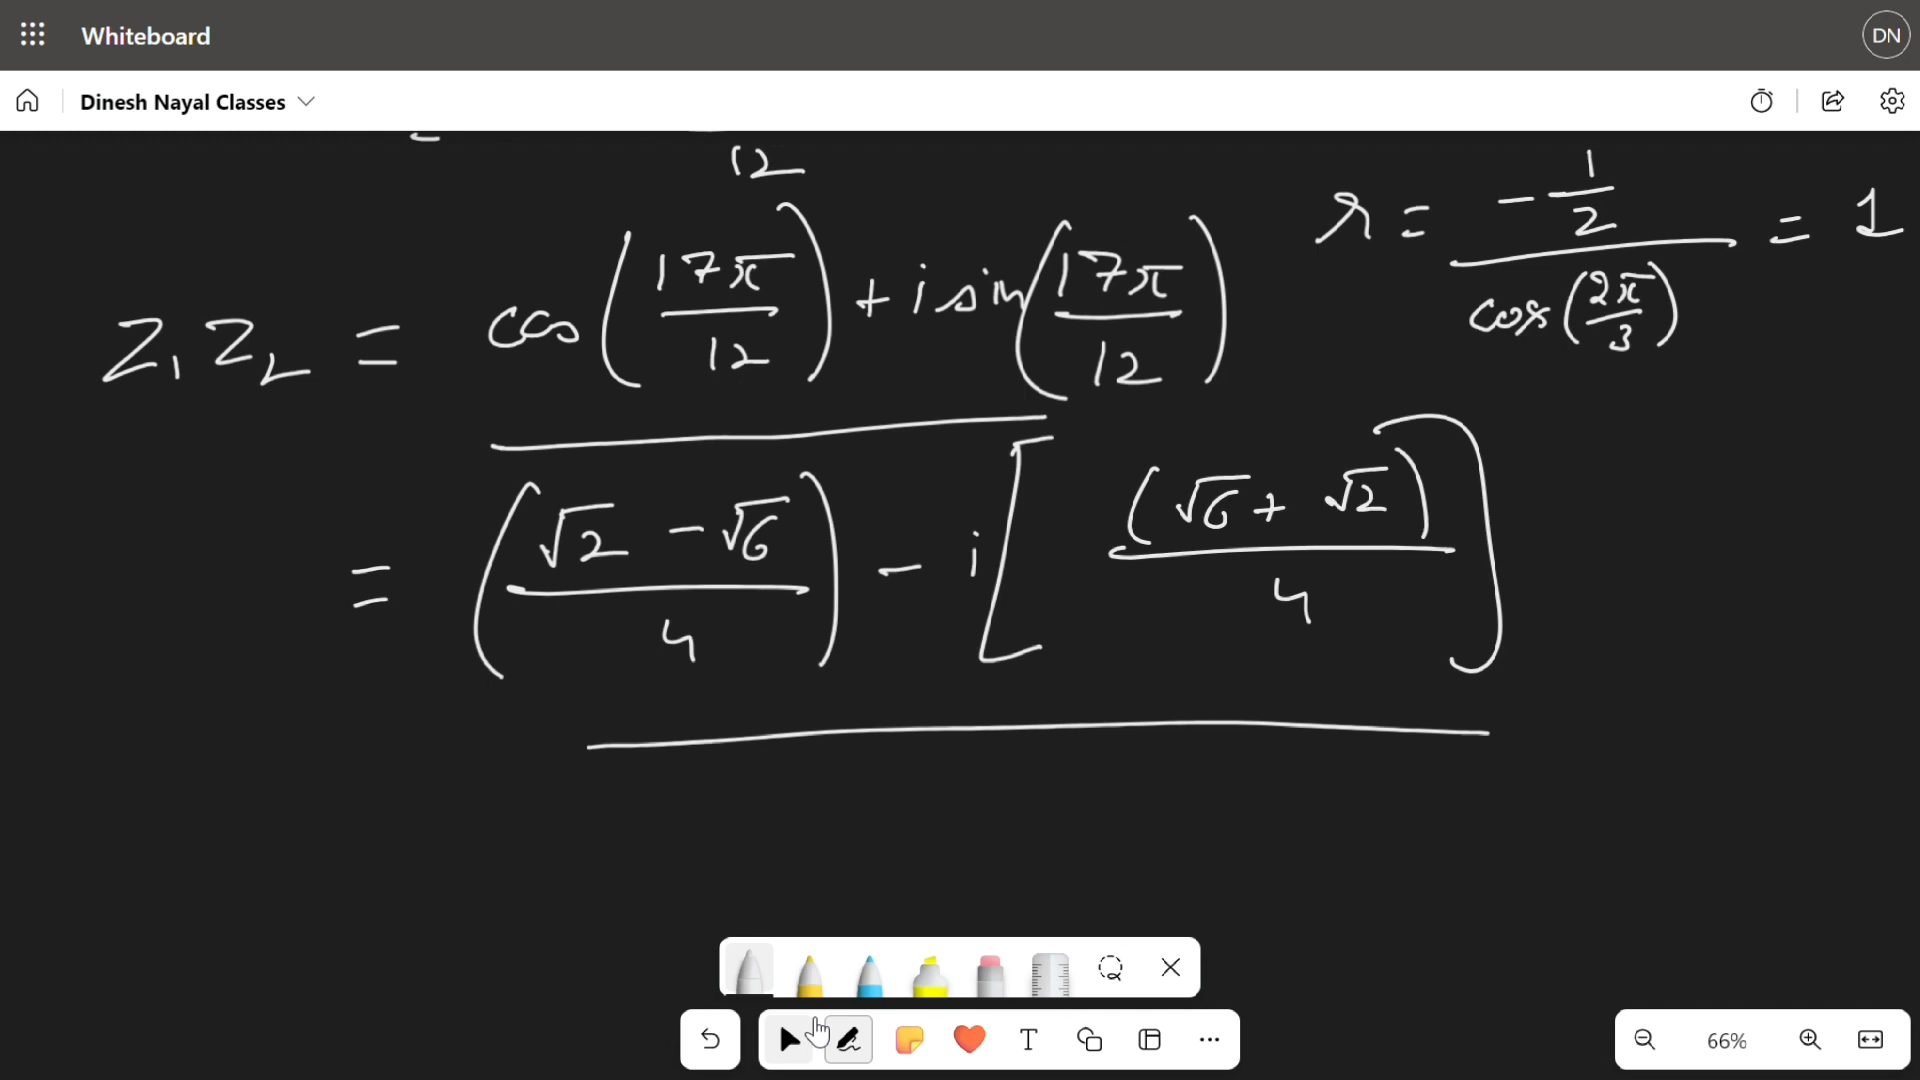 Whiteboard
DN
Dinesh Nayal Classes
12
r = (-1/2) / cos(2π/3) = 1
Z₁Z₂ = cos(17π/12) + i sin(17π/12)
= ((√2 - √6)/4) - i[(√6 + √2)/4]
T
66%